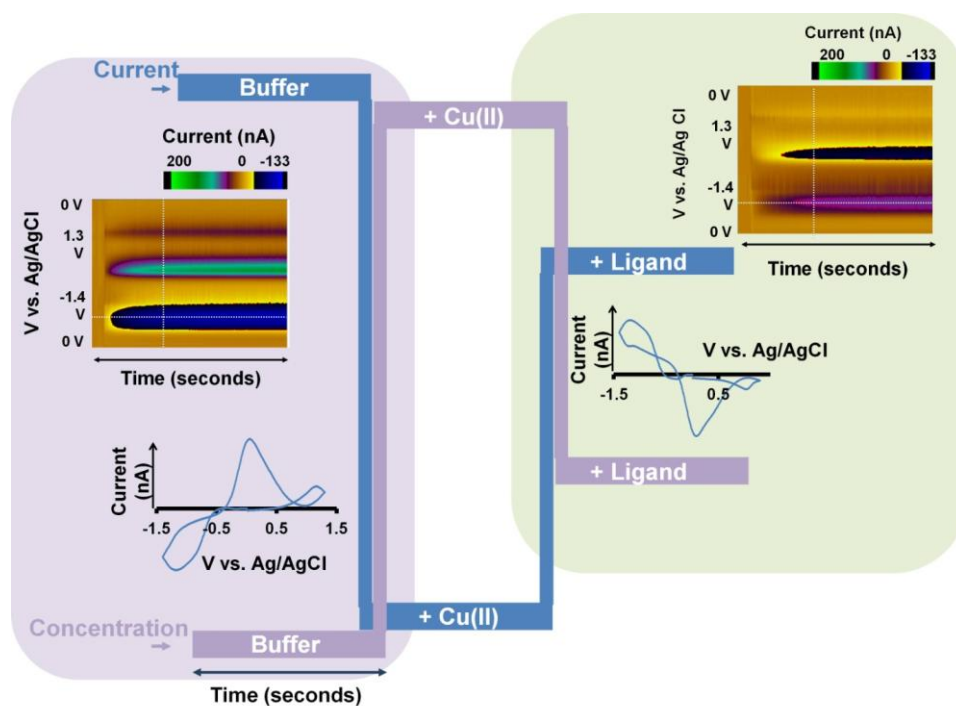 Current
Buffer
+ Cu(II)
Current (nA)
200 0 -133
0 V
1.3
V
-1.4
V
0 V
V vs. Ag/AgCl
Time (seconds)
Current
(nA)
-1.5 -0.5 0.5 1.5
V vs. Ag/AgCl
Concentration
Buffer
Time (seconds)
+ Cu(II)
Current (nA)
200 0 -133
0 V
1.3
V
-1.4
V
0 V
V vs. Ag/Ag Cl
Time (seconds)
+ Ligand
Current
(nA)
V vs. Ag/AgCl
-1.5 0.5
+ Ligand